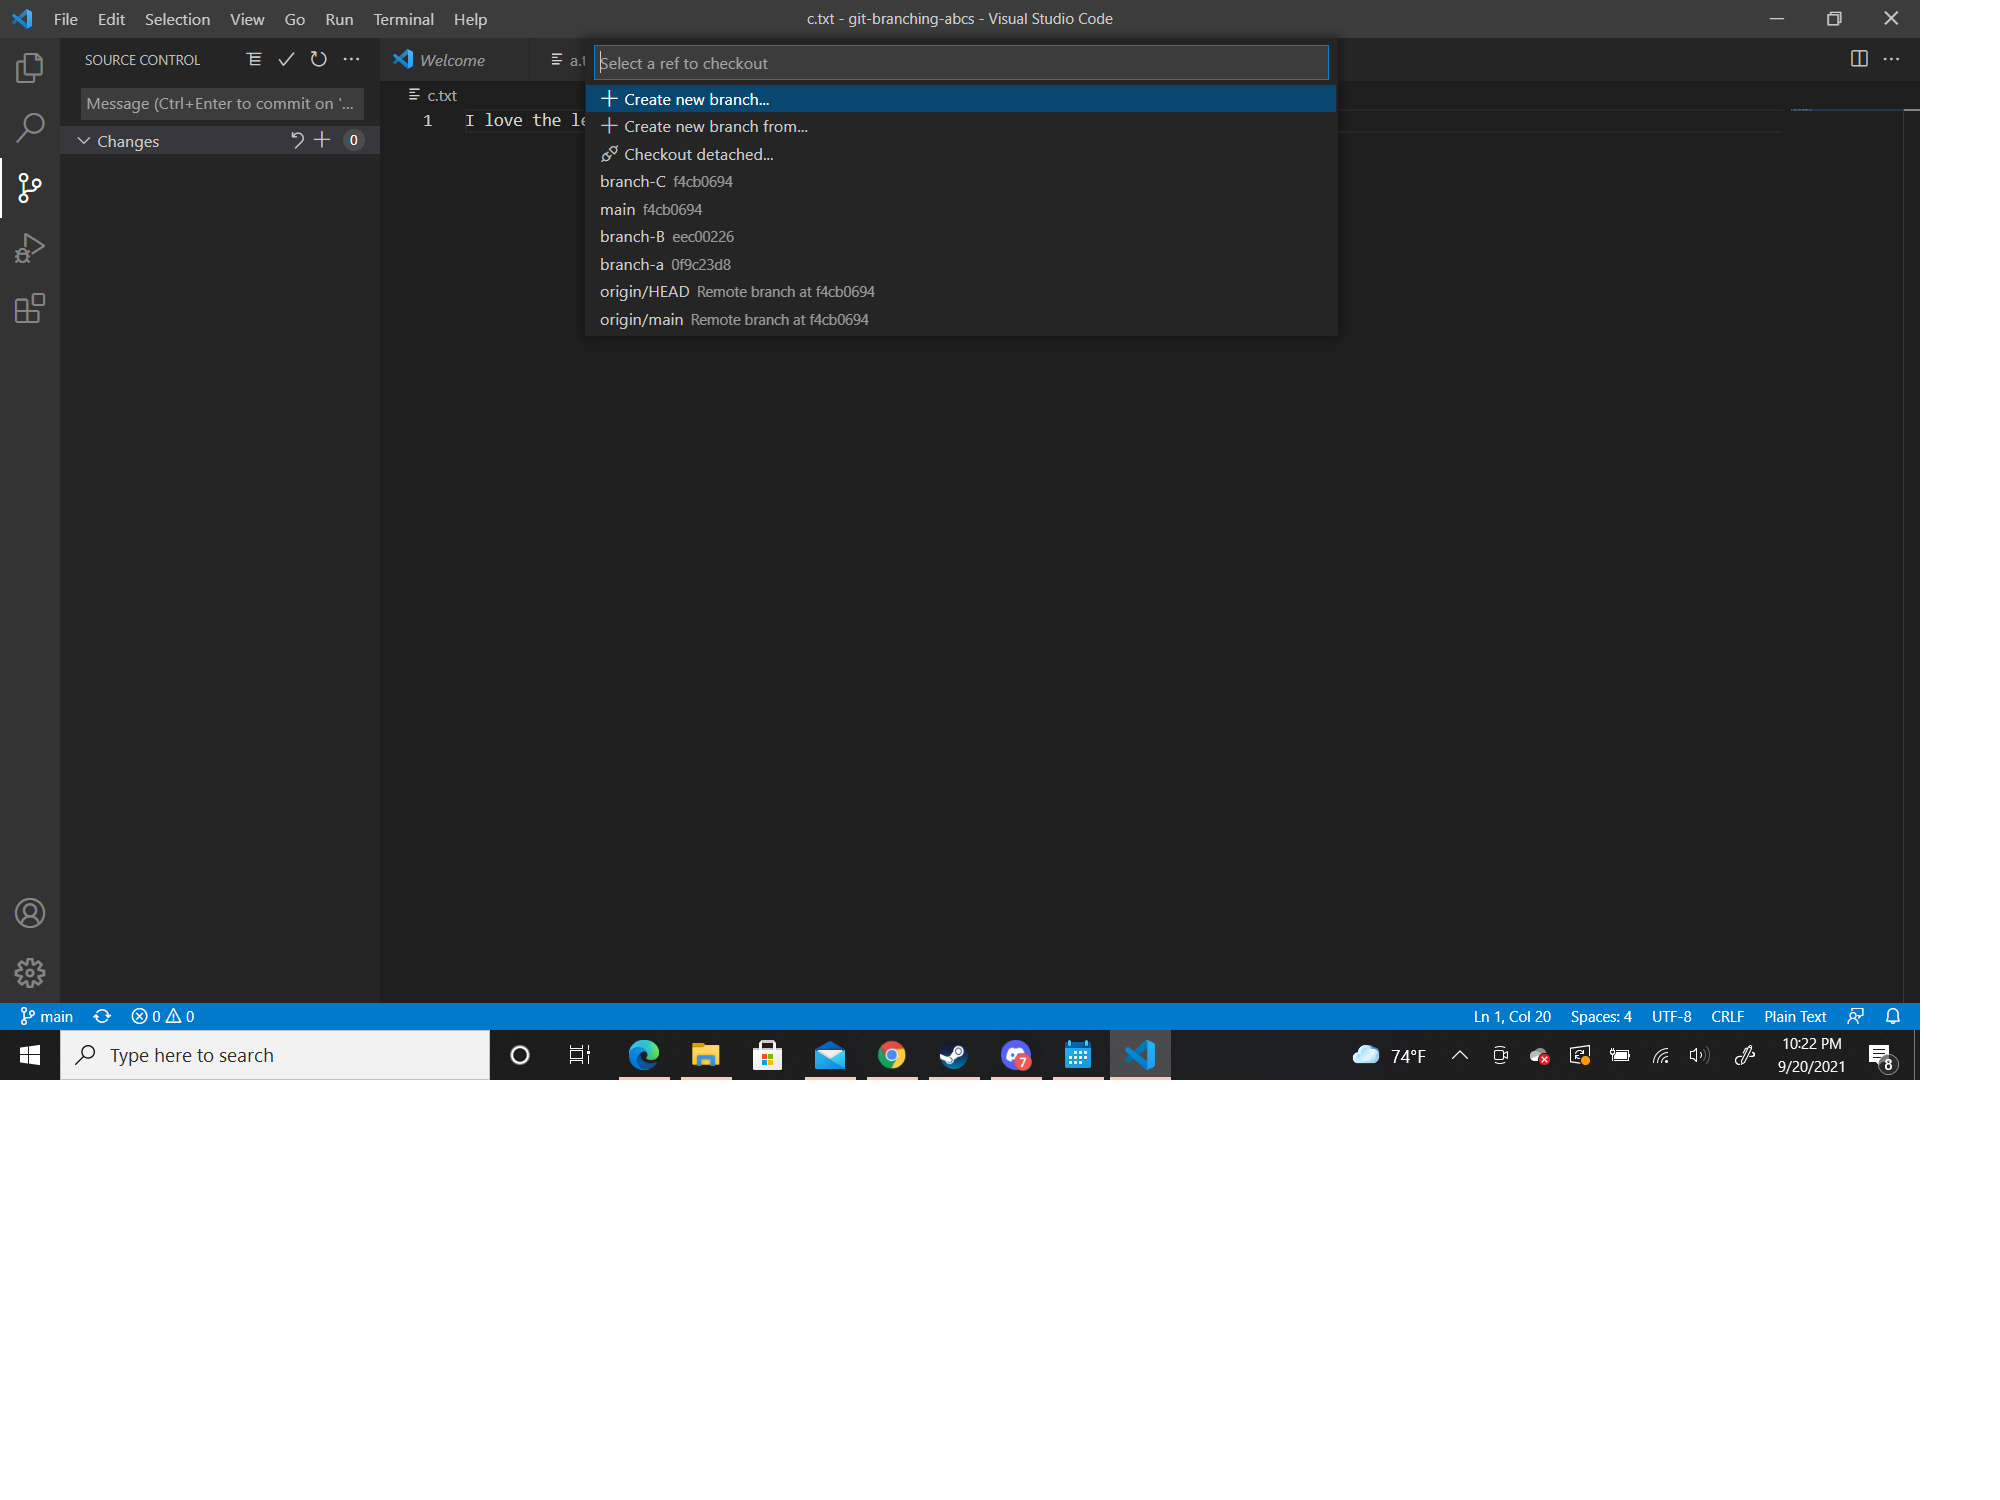 File Edit Selection View Go Run Terminal Help
c.txt - git-branching-abcs - Visual Studio Code
SOURCE CONTROL
Message (Ctrl+Enter to commit on '...
Changes
0
Welcome
a.t
c.txt
1
I love the le
Select a ref to checkout
Create new branch...
Create new branch from...
Checkout detached...
branch-C f4cb0694
main f4cb0694
branch-B eec00226
branch-a 0f9c23d8
origin/HEAD Remote branch at f4cb0694
origin/main Remote branch at f4cb0694
main
0
0
Ln 1, Col 20
Spaces: 4
UTF-8
CRLF
Plain Text
Type here to search
7
74°F
10:22 PM
9/20/2021
8